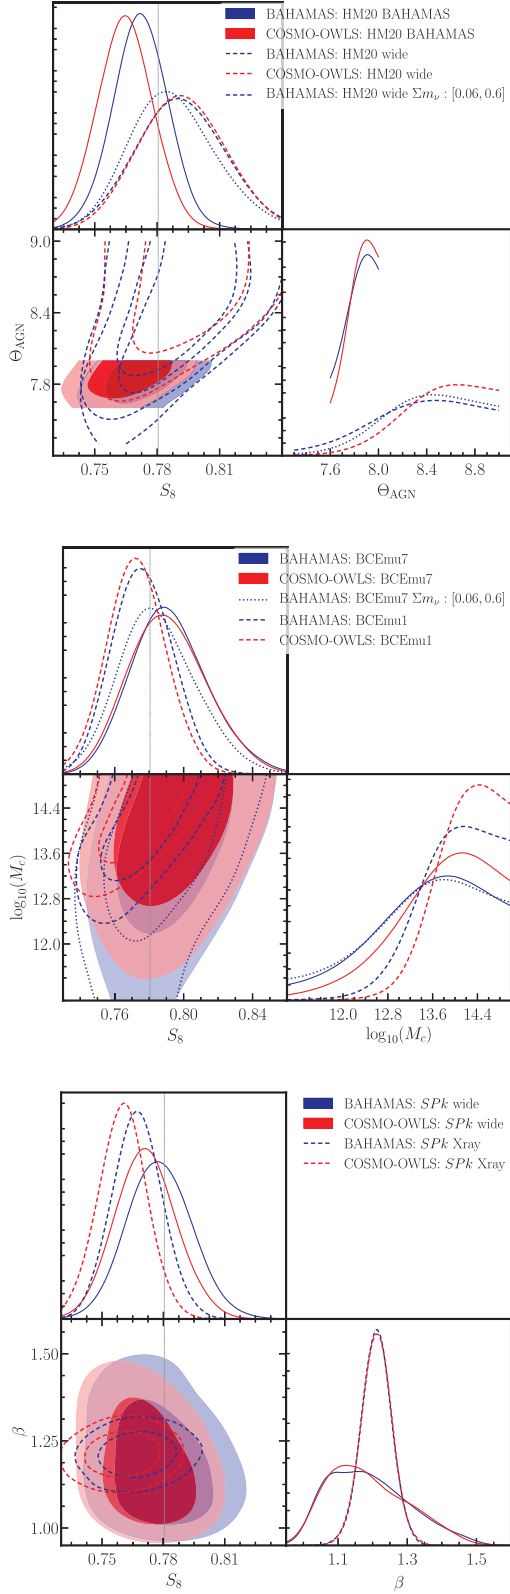 BAHAMAS: HM20 BAHAMAS
COSMO-OWLS: HM20 BAHAMAS
BAHAMAS: HM20 wide
COSMO-OWLS: HM20 wide
BAHAMAS: HM20 wide Σm_ν : [0.06, 0.6]
9.0
8.4
7.8
Θ_AGN
0.75 0.78 0.81
S_8
7.6 8.0 8.4 8.8
Θ_AGN
BAHAMAS: BCEmu7
COSMO-OWLS: BCEmu7
BAHAMAS: BCEmu7 Σm_ν : [0.06, 0.6]
BAHAMAS: BCEmu1
COSMO-OWLS: BCEmu1
14.4
13.6
12.8
12.0
log_10(M_c)
0.76 0.80 0.84
S_8
12.0 12.8 13.6 14.4
log_10(M_c)
BAHAMAS: SPk wide
COSMO-OWLS: SPk wide
BAHAMAS: SPk Xray
COSMO-OWLS: SPk Xray
1.50
1.25
1.00
β
0.75 0.78 0.81
S_8
1.1 1.3 1.5
β